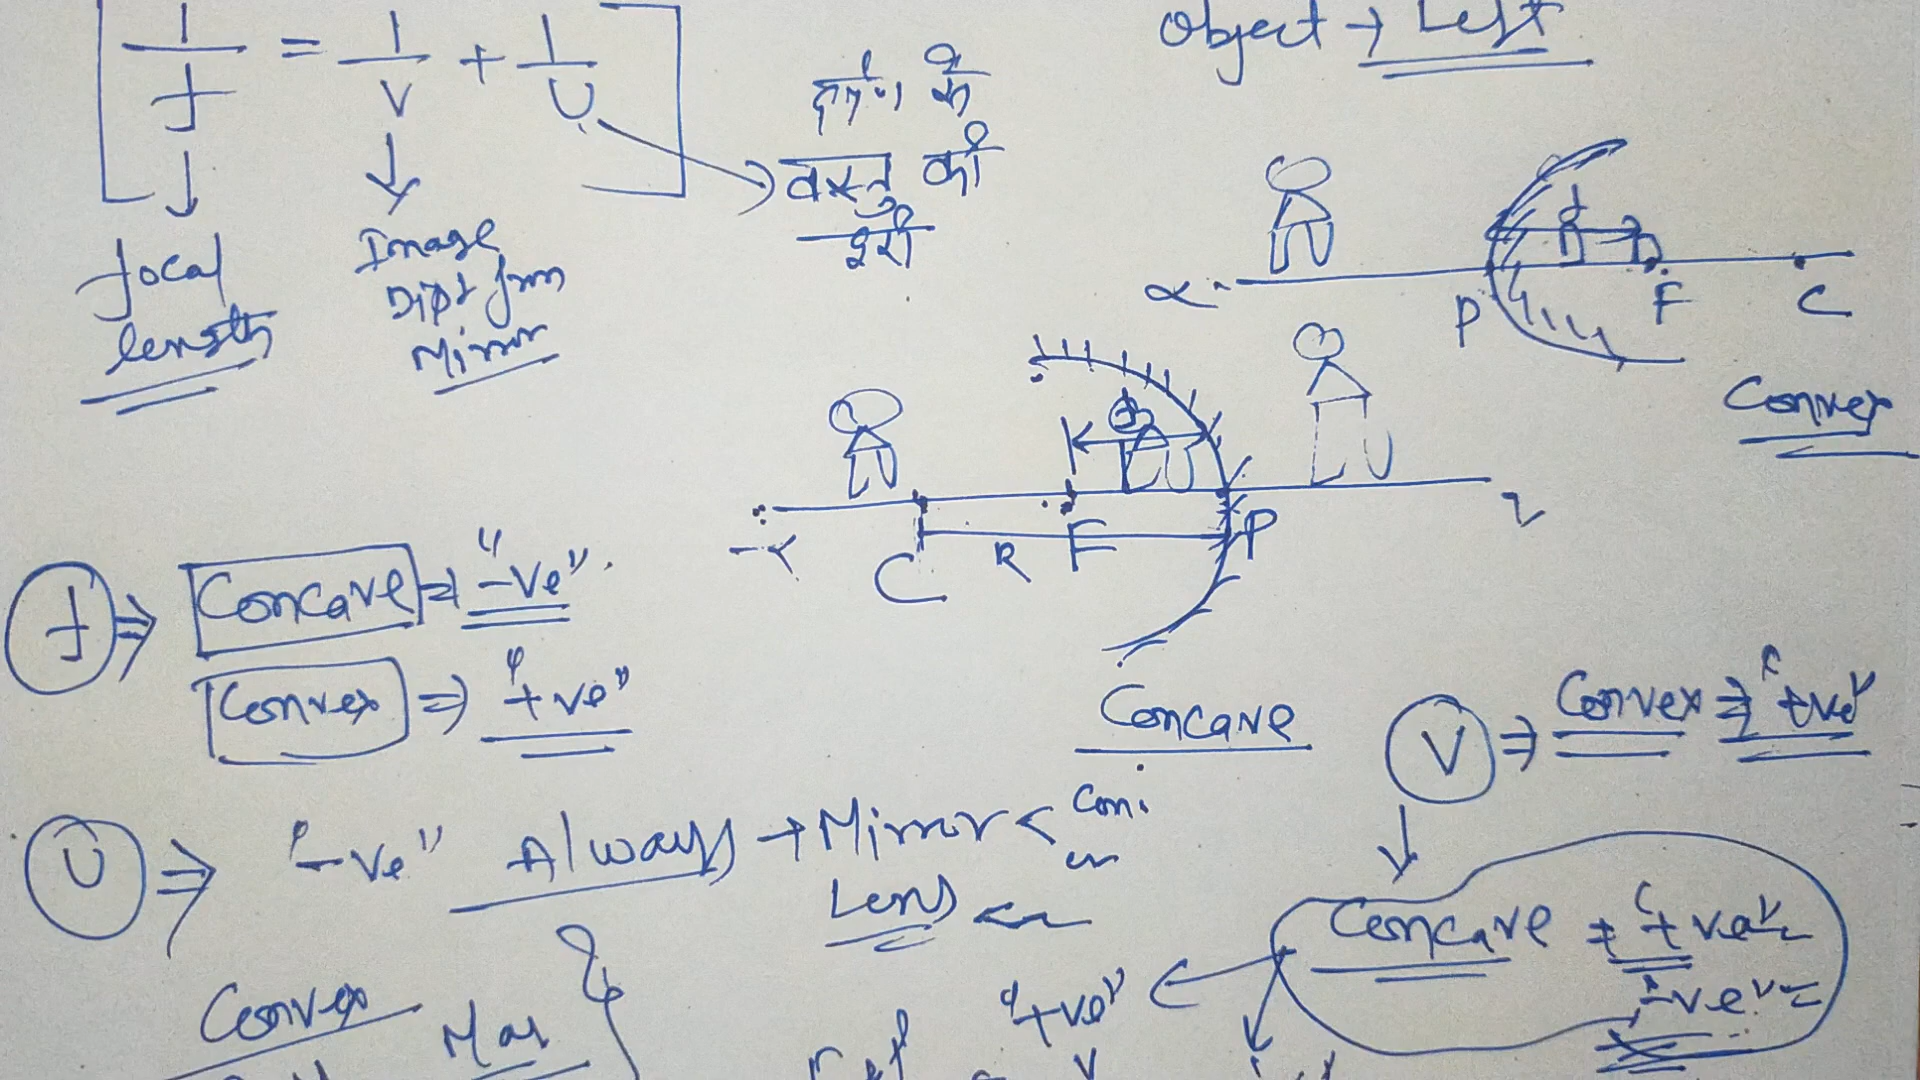 1/f = 1/v + 1/U
Object → Left
focal
length
Image
Dist from
Mirror
दर्पण से
वस्तु की
दूरी
f
P F C
Convex
f
C R F P
Concave
f ⇒ Concave ⇒ "-ve"
Convex ⇒ "+ve"
V ⇒ Convex ⇒ "+ve"
U ⇒ "-ve" Always → Mirror < Con.
Lens <
Concave ⇒ "+ve"
"-ve"
"+ve"
Convex